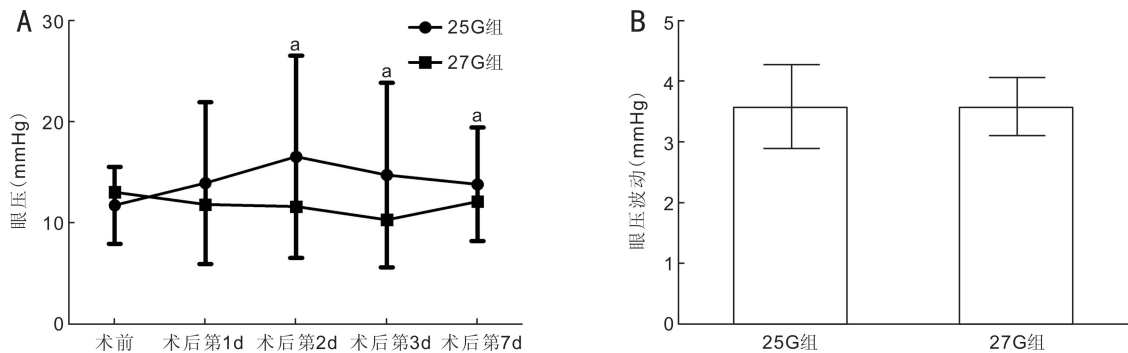 A
眼压(mmHg)
30
20
10
0
25G组
27G组
a
a
a
术前
术后第1d
术后第2d
术后第3d
术后第7d
B
眼压波动(mmHg)
5
4
3
2
1
0
25G组
27G组